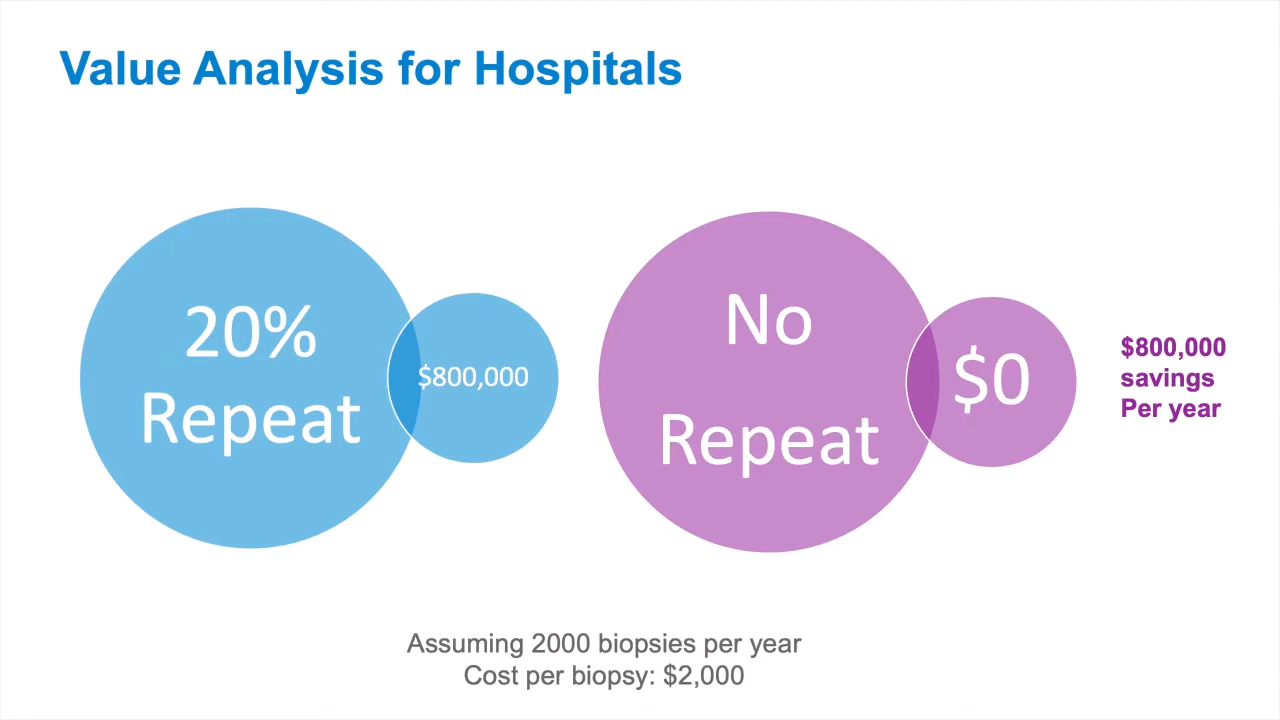 Value Analysis for Hospitals
20%
Repeat
$800,000
No
Repeat
$0
$800,000
savings
Per year
Assuming 2000 biopsies per year
Cost per biopsy: $2,000